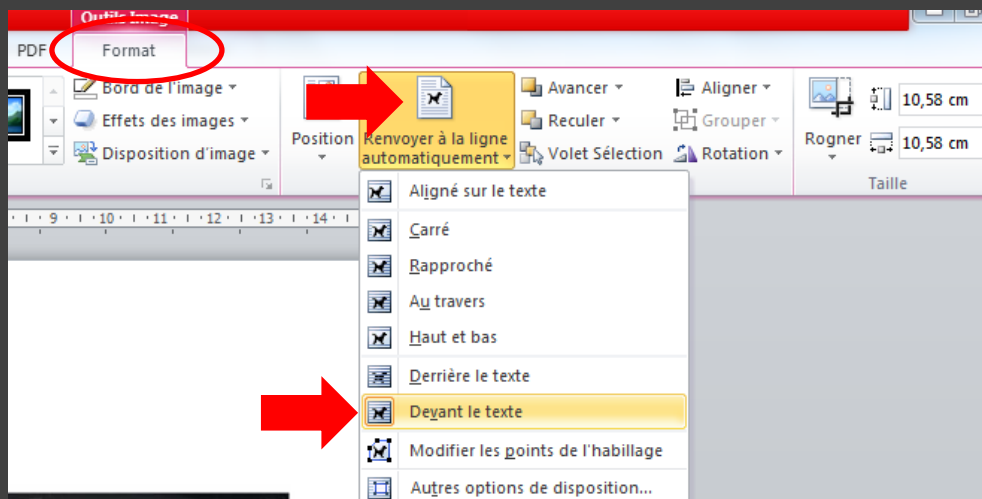 Outils Image
PDF
Format
Bord de l'image
Effets des images
Disposition d'image
Position
Renvoyer à la ligne
automatiquement
Avancer
Reculer
Volet Sélection
Aligner
Grouper
Rotation
Rogner
10,58 cm
10,58 cm
Taille
9 10 11 12 13 14
Aligné sur le texte
Carré
Rapproché
Au travers
Haut et bas
Derrière le texte
Devant le texte
Modifier les points de l'habillage
Autres options de disposition...